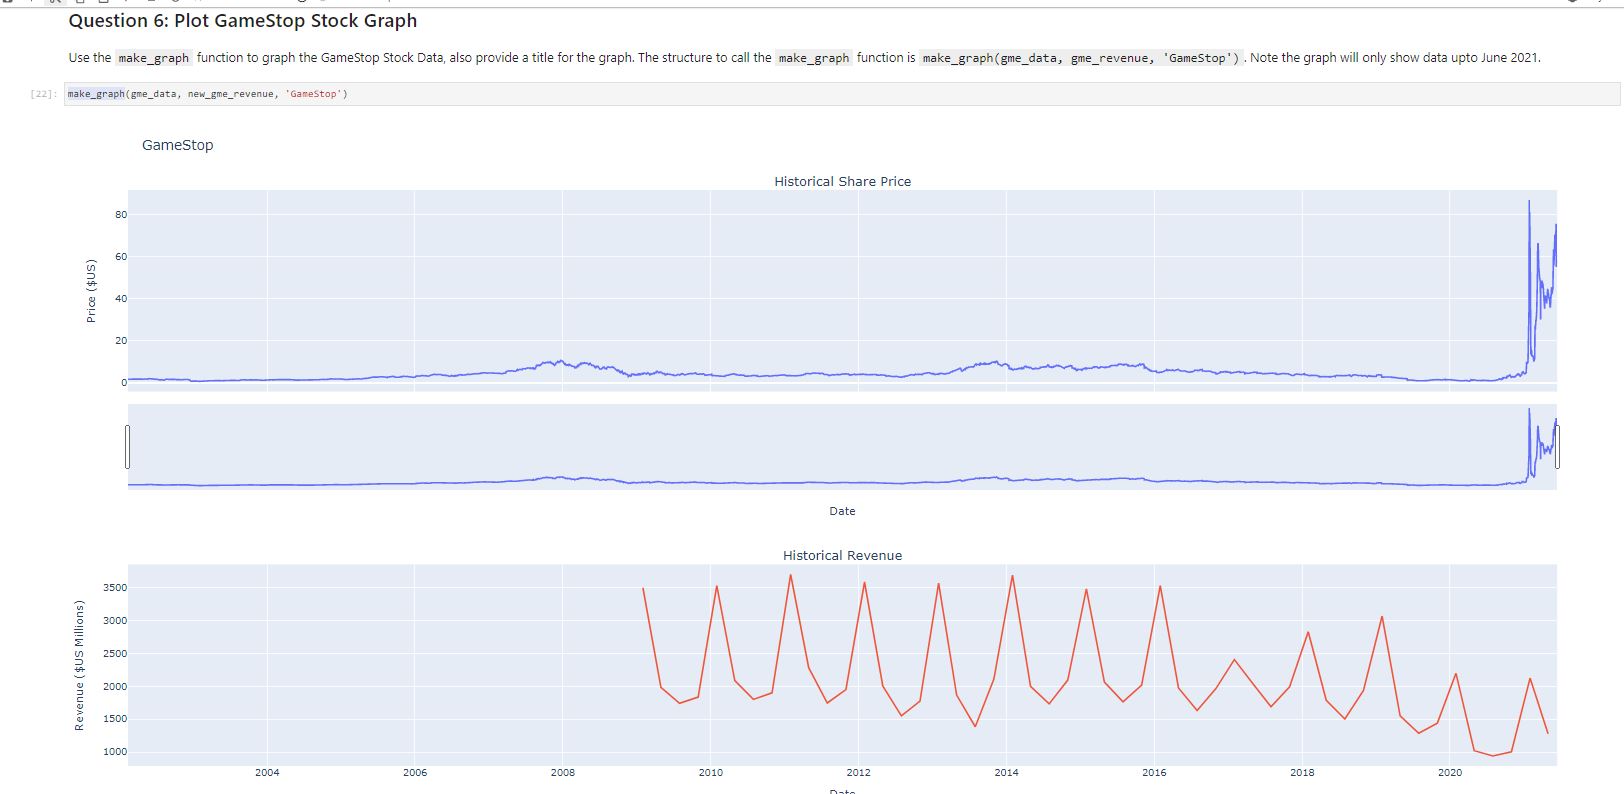 Question 6: Plot GameStop Stock Graph
Use the make_graph function to graph the GameStop Stock Data, also provide a title for the graph. The structure to call the make_graph function is make_graph(gme_data, gme_revenue, 'GameStop') . Note the graph will only show data upto June 2021.
[22]: make_graph(gme_data, new_gme_revenue, 'GameStop')
GameStop
Historical Share Price
80
60
40
20
0
Price ($US)
Date
Historical Revenue
3500
3000
2500
2000
1500
1000
Revenue ($US Millions)
2004 2006 2008 2010 2012 2014 2016 2018 2020
Date